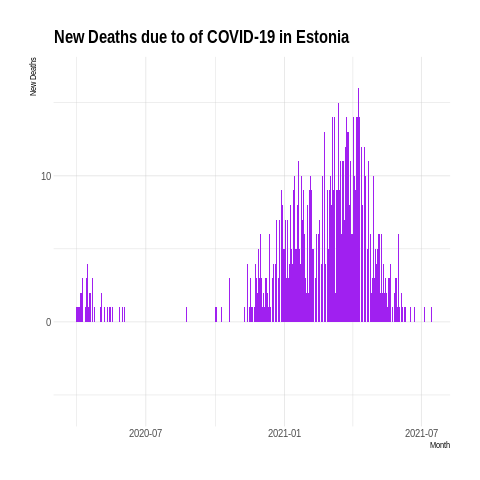 New Deaths due to of COVID-19 in Estonia
New Deaths
10
0
2020-07
2021-01
2021-07
Month